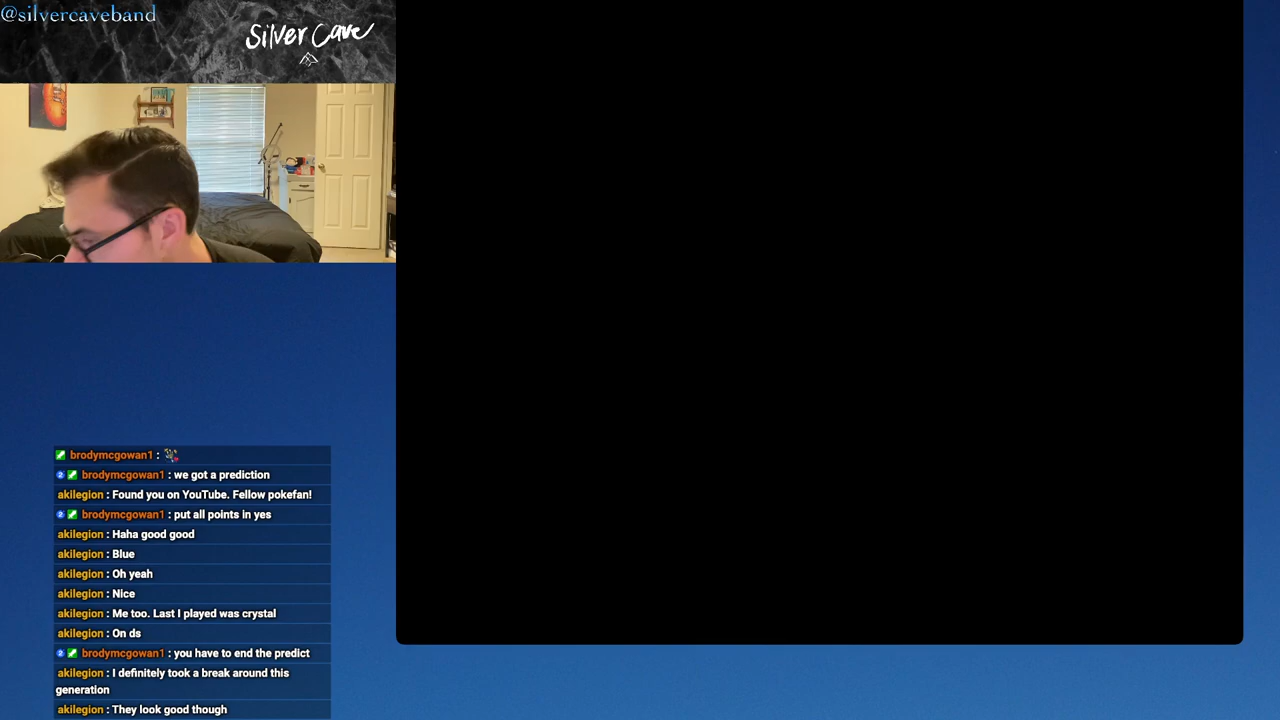 @silvercaveband
Silver Cave
brodymcgowan1 :
2 brodymcgowan1 : we got a prediction
akilegion : Found you on YouTube. Fellow pokefan!
2 brodymcgowan1 : put all points in yes
akilegion : Haha good good
akilegion : Blue
akilegion : Oh yeah
akilegion : Nice
akilegion : Me too. Last I played was crystal
akilegion : On ds
2 brodymcgowan1 : you have to end the predict
akilegion : I definitely took a break around this
generation
akilegion : They look good though